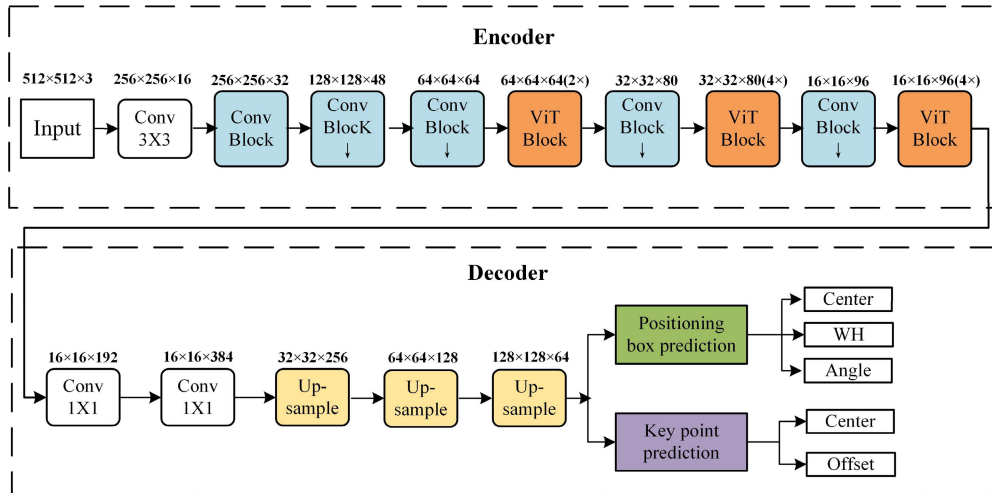 Encoder
512×512×3
256×256×16
256×256×32
128×128×48
64×64×64
64×64×64(2×)
32×32×80
32×32×80(4×)
16×16×96
16×16×96(4×)
Input
Conv
3X3
Conv
Block
Conv
BlocK
↓
Conv
Block
↓
ViT
Block
Conv
Block
↓
ViT
Block
Conv
Block
↓
ViT
Block
Decoder
16×16×192
16×16×384
32×32×256
64×64×128
128×128×64
Conv
1X1
Conv
1X1
Up-
sample
Up-
sample
Up-
sample
Positioning
box prediction
Center
WH
Angle
Key point
prediction
Center
Offset